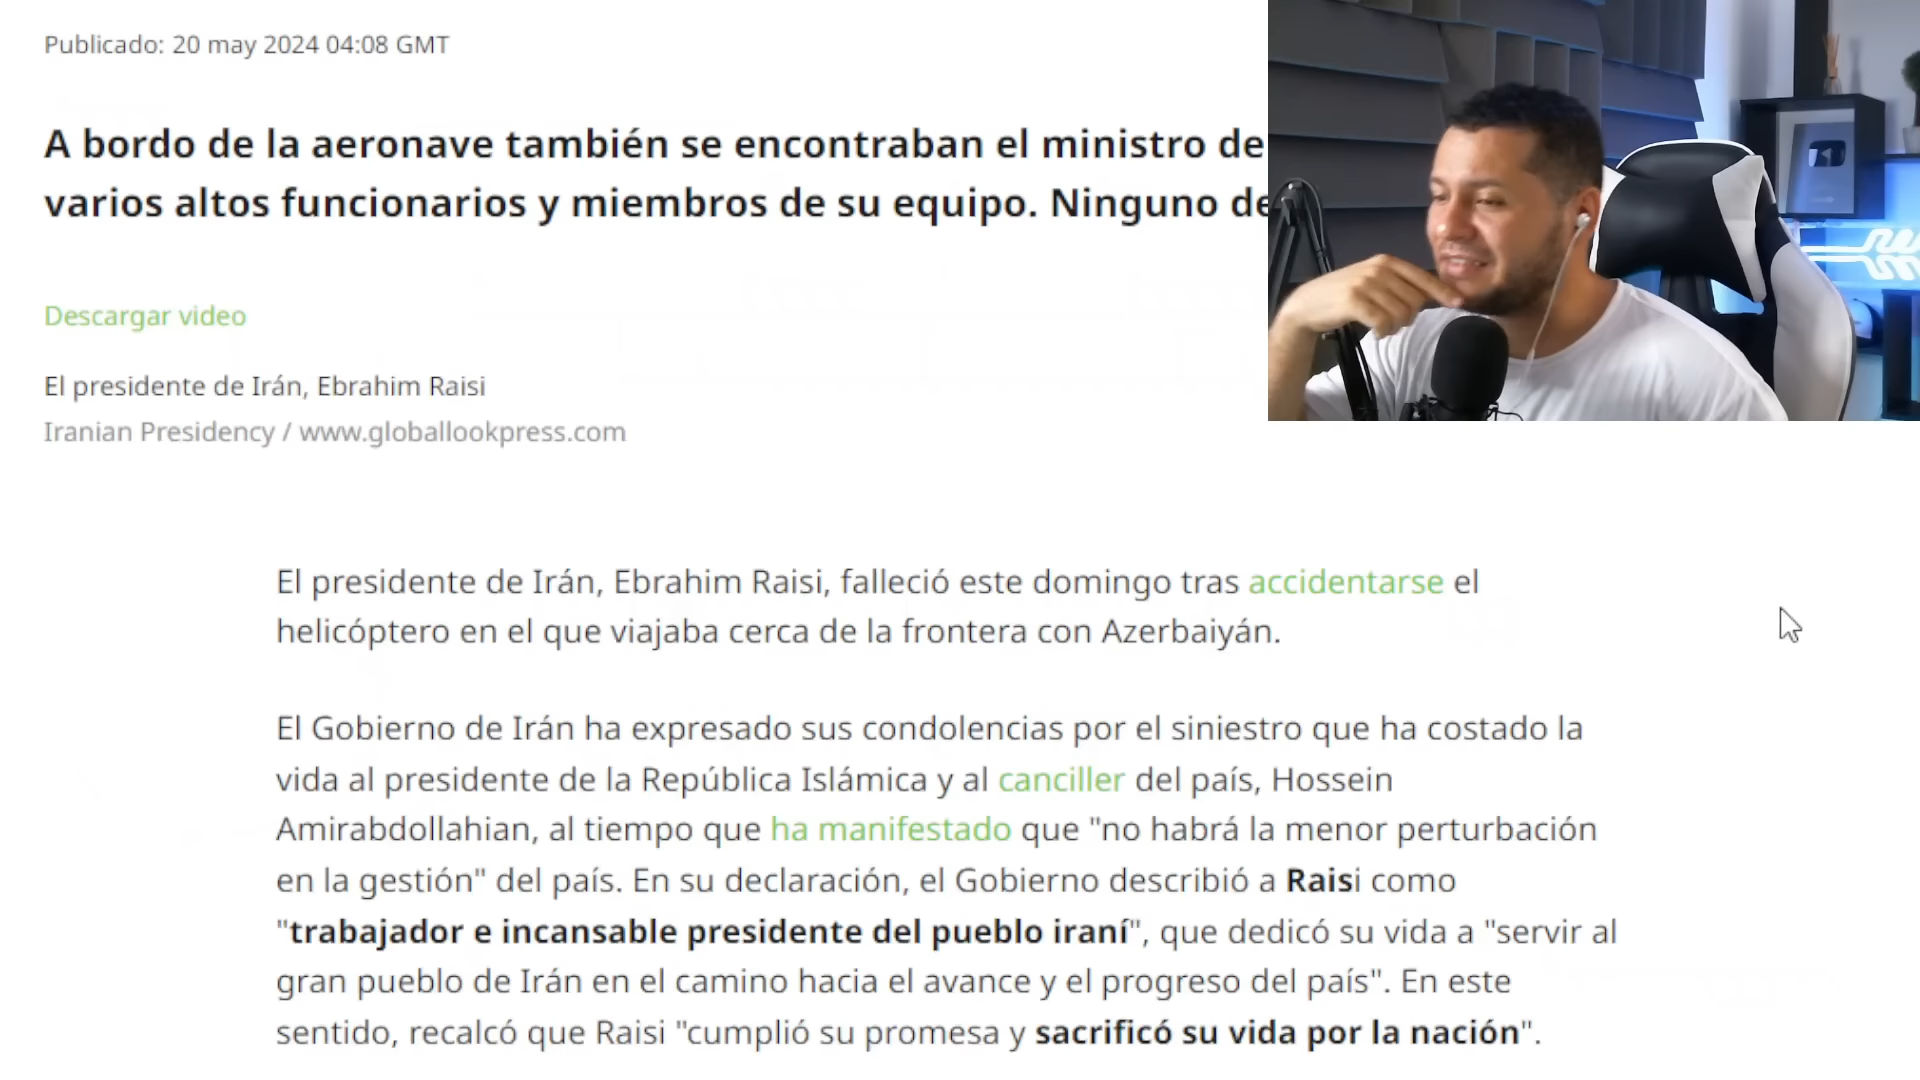 Publicado: 20 may 2024 04:08 GMT
A bordo de la aeronave también se encontraban el ministro de
varios altos funcionarios y miembros de su equipo. Ninguno de
Descargar video
El presidente de Irán, Ebrahim Raisi
Iranian Presidency / www.globallookpress.com
El presidente de Irán, Ebrahim Raisi, falleció este domingo tras accidentarse el
helicóptero en el que viajaba cerca de la frontera con Azerbaiyán.
El Gobierno de Irán ha expresado sus condolencias por el siniestro que ha costado la
vida al presidente de la República Islámica y al canciller del país, Hossein
Amirabdollahian, al tiempo que ha manifestado que "no habrá la menor perturbación
en la gestión" del país. En su declaración, el Gobierno describió a Raisi como
"trabajador e incansable presidente del pueblo iraní", que dedicó su vida a "servir al
gran pueblo de Irán en el camino hacia el avance y el progreso del país". En este
sentido, recalcó que Raisi "cumplió su promesa y sacrificó su vida por la nación".